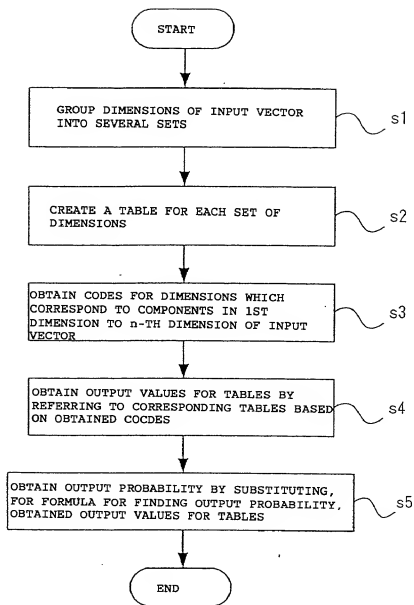 START
GROUP DIMENSIONS OF INPUT VECTOR
INTO SEVERAL SETS
s1
CREATE A TABLE FOR EACH SET OF
DIMENSIONS
s2
OBTAIN CODES FOR DIMENSIONS WHICH
CORRESPOND TO COMPONENTS IN 1ST
DIMENSION TO n-TH DIMENSION OF INPUT
VECTOR
s3
OBTAIN OUTPUT VALUES FOR TABLES BY
REFERRING TO CORRESPONDING TABLES BASED
ON OBTAINED COCDES
s4
OBTAIN OUTPUT PROBABILITY BY SUBSTITUTING,
FOR FORMULA FOR FINDING OUTPUT PROBABILITY,
OBTAINED OUTPUT VALUES FOR TABLES
s5
END